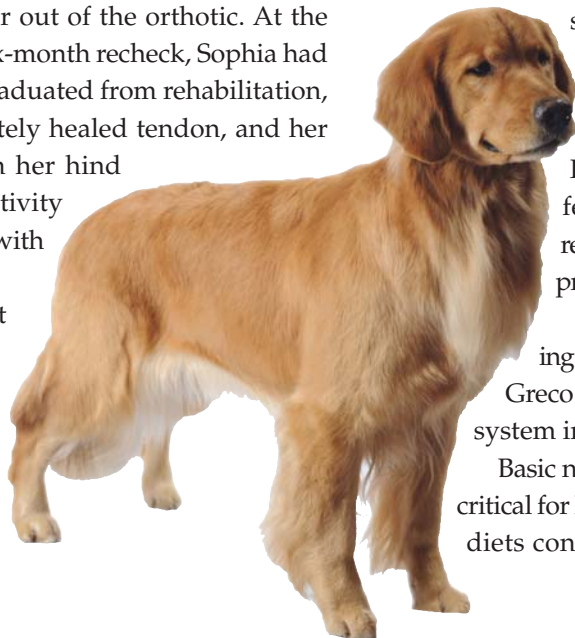 r out of the orthotic. At the
x-month recheck, Sophia had
aduated from rehabilitation,
tely healed tendon, and her
her hind
tivity
with
t
s
fe
re
pr
ing
Greco
system in
Basic n
critical for
diets con